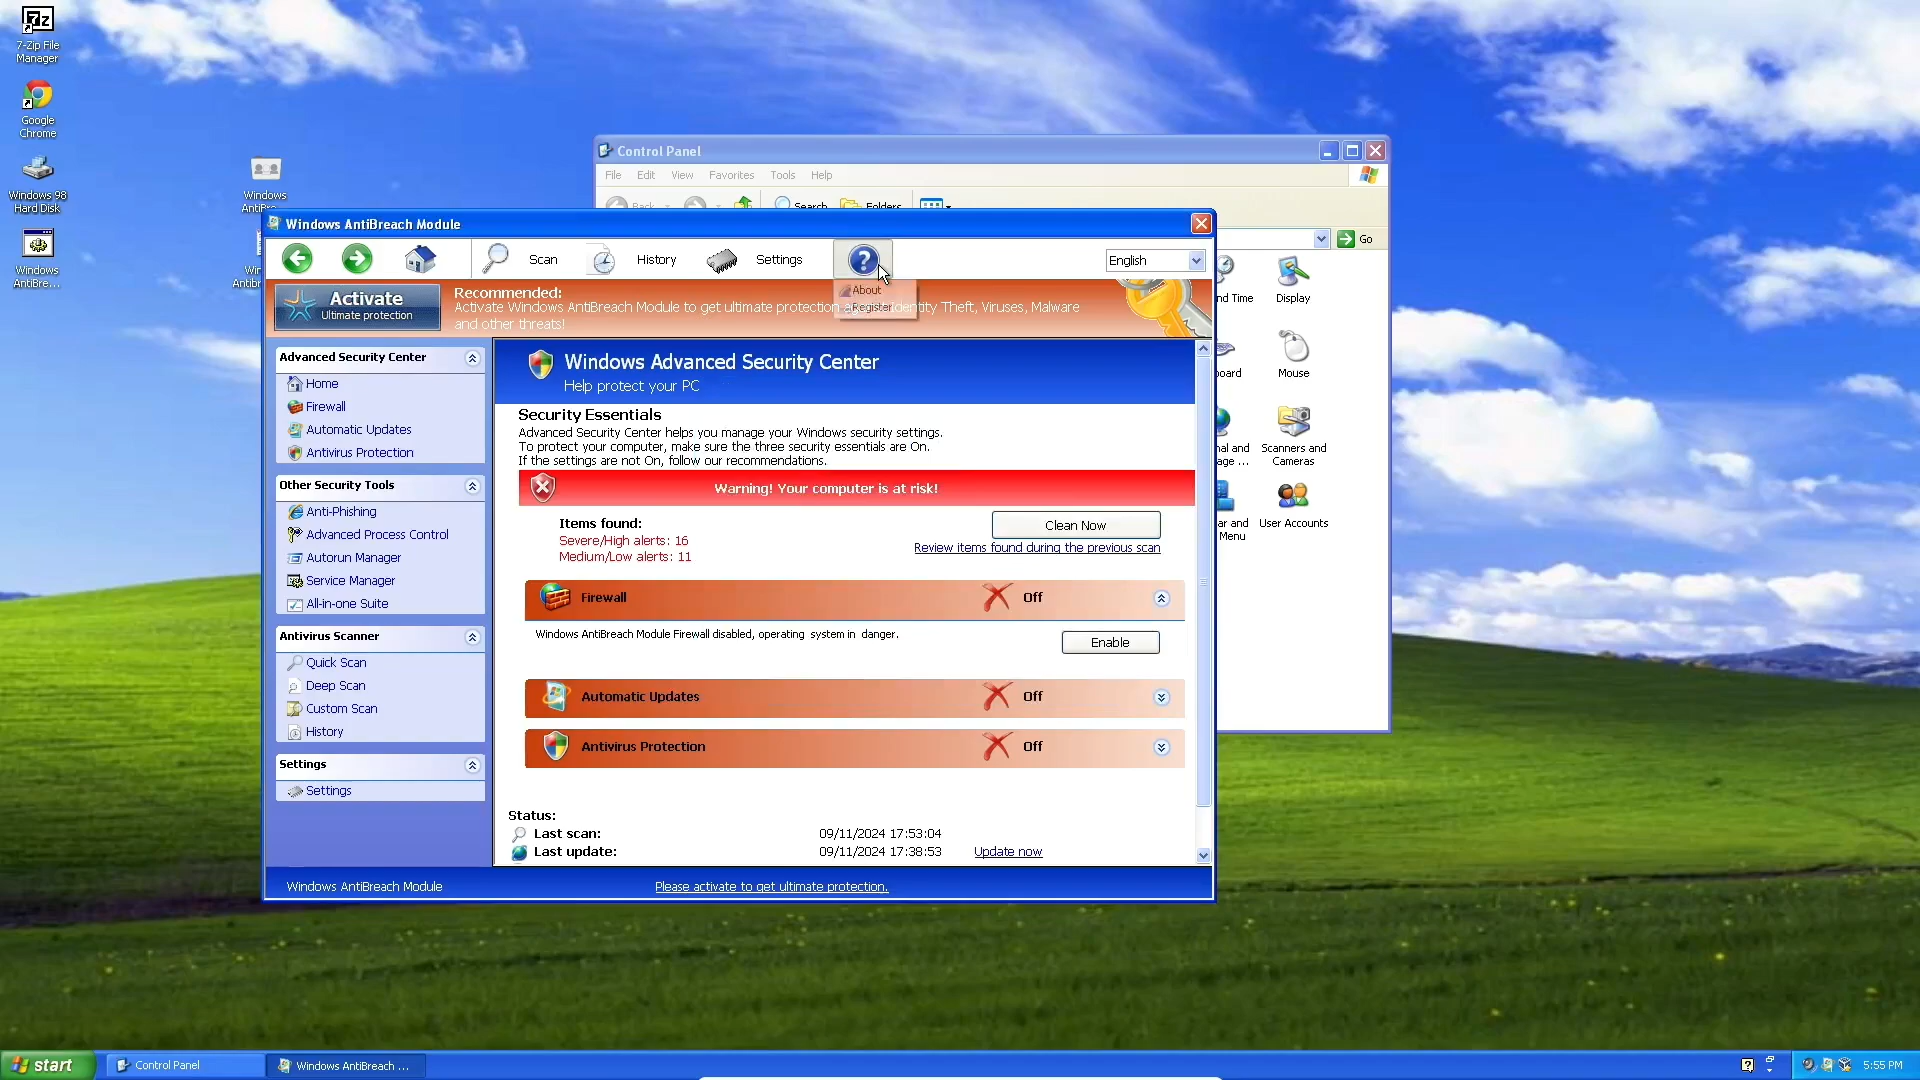 7-Zip File
Manager
Google
Chrome
Windows 98
Hard Disk
Windows
AntiBre...
Windows
Control Panel
File Edit View Favorites Tools Help
Back Search Folders
Go
Windows AntiBreach Module
Scan History Settings English
About
Register
Activate
Ultimate protection
Recommended:
Activate Windows AntiBreach Module to get ultimate protection Identity Theft, Viruses, Malware
and other threats!
Advanced Security Center
Home
Firewall
Automatic Updates
Antivirus Protection
Other Security Tools
Anti-Phishing
Advanced Process Control
Autorun Manager
Service Manager
All-in-one Suite
Antivirus Scanner
Quick Scan
Deep Scan
Custom Scan
History
Settings
Settings
Windows Advanced Security Center
Help protect your PC
Security Essentials
Advanced Security Center helps you manage your Windows security settings.
To protect your computer, make sure the three security essentials are On.
If the settings are not On, follow our recommendations.
Warning! Your computer is at risk!
Items found:
Severe/High alerts: 16
Medium/Low alerts: 11
Clean Now
Review items found during the previous scan
Firewall Off
Windows AntiBreach Module Firewall disabled, operating system in danger.
Enable
Automatic Updates Off
Antivirus Protection Off
Status:
Last scan: 09/11/2024 17:53:04
Last update: 09/11/2024 17:38:53 Update now
Windows AntiBreach Module Please activate to get ultimate protection.
nd Time Display
oard Mouse
nal and Scanners and
age ... Cameras
ar and User Accounts
Menu
start Control Panel Windows AntiBreach ... 5:55 PM